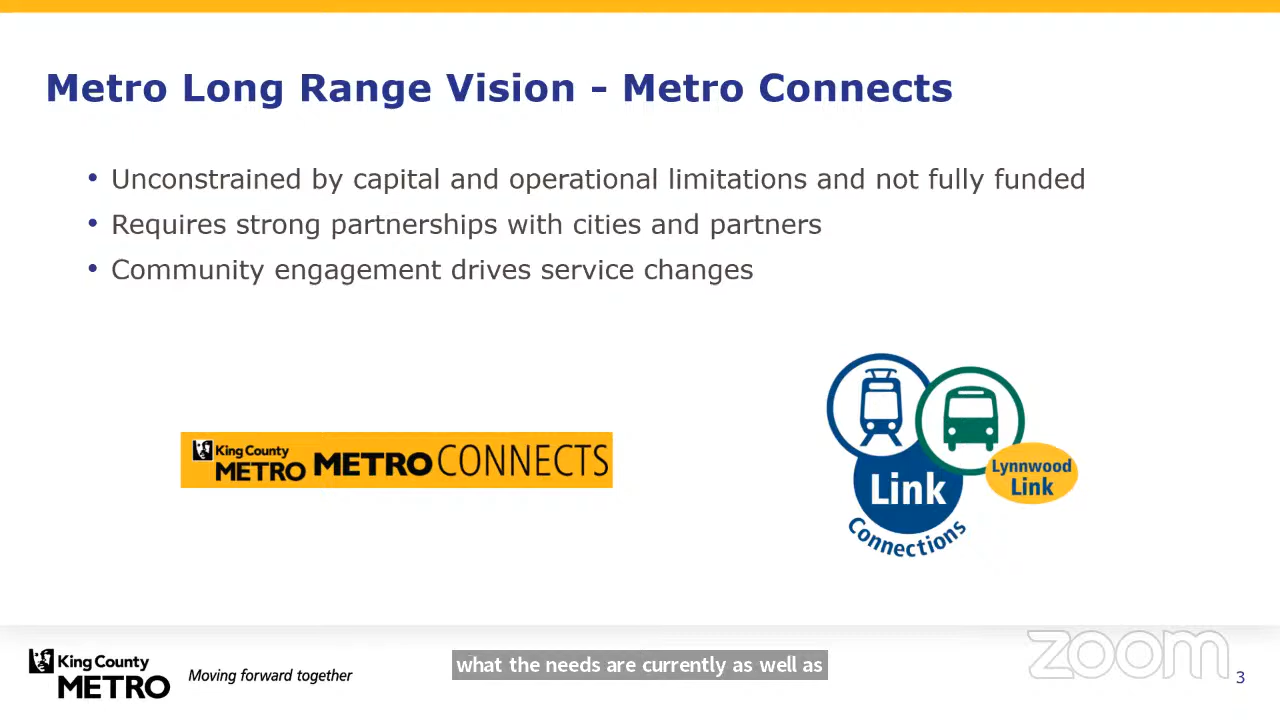 Metro Long Range Vision - Metro Connects
• Unconstrained by capital and operational limitations and not fully funded
• Requires strong partnerships with cities and partners
• Community engagement drives service changes
King County
METRO METRO CONNECTS
Lynnwood
Link
Link
Connections
King County
METRO
Moving forward together
what the needs are currently as well as
zoom
3